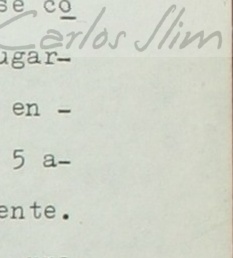 se co
Carlos Slim
ugar-
en -
5 a-
ente.